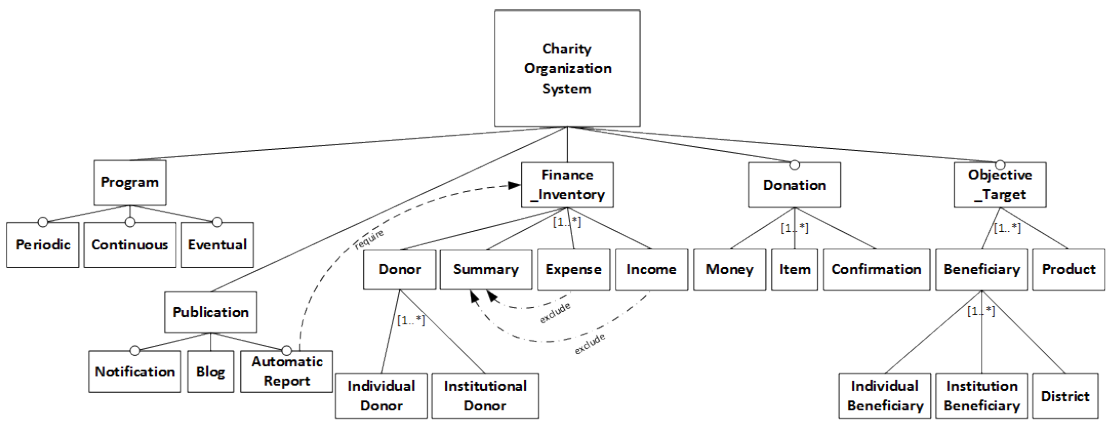 Charity
Organization
System
Program
Finance
_Inventory
Donation
Objective
_Target
[1..*]
[1..*]
[1..*]
Periodic
Continuous
Eventual
require
Donor
Summary
Expense
Income
Money
Item
Confirmation
Beneficiary
Product
Publication
exclude
exclude
[1..*]
[1..*]
Notification
Blog
Automatic
Report
Individual
Donor
Institutional
Donor
Individual
Beneficiary
Institution
Beneficiary
District